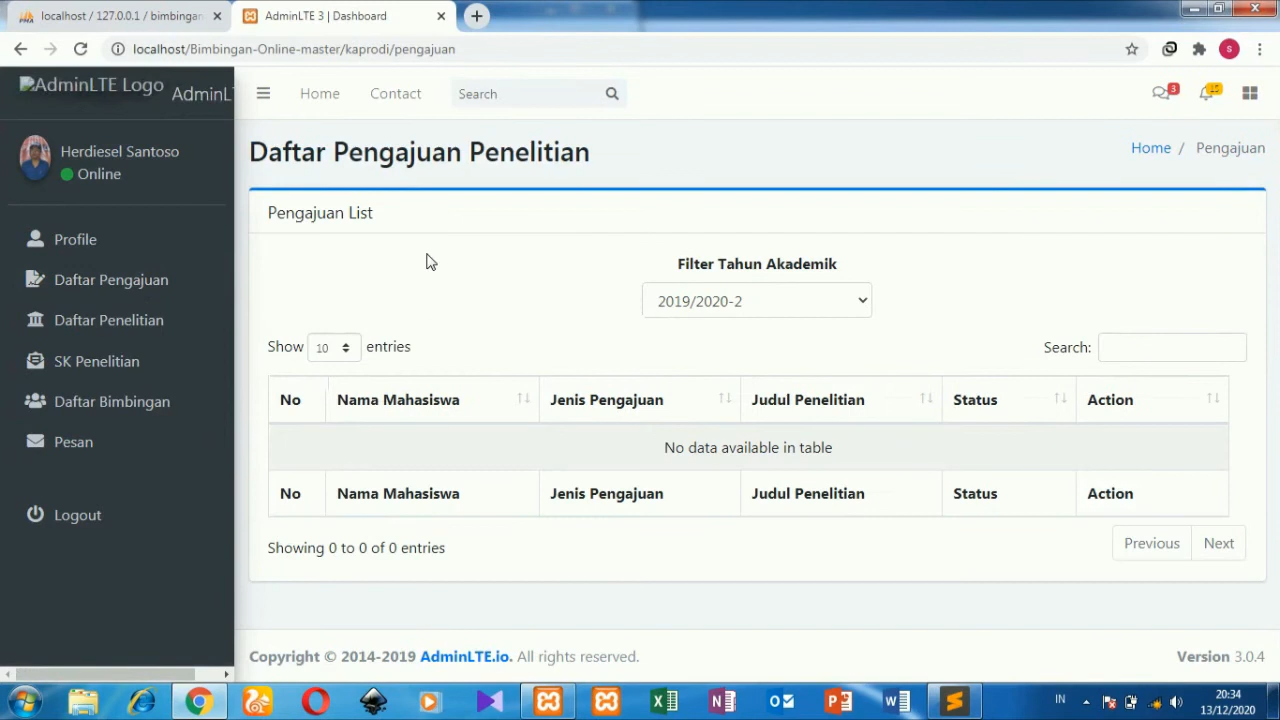 localhost / 127.0.0.1 / bimbingan
AdminLTE 3 | Dashboard
localhost/Bimbingan-Online-master/kaprodi/pengajuan
S
AdminLTE Logo
AdminLT
Home
Contact
Search
3
15
Herdiesel Santoso
Online
Daftar Pengajuan Penelitian
Home / Pengajuan
Profile
Daftar Pengajuan
Daftar Penelitian
SK Penelitian
Daftar Bimbingan
Pesan
Logout
Pengajuan List
Filter Tahun Akademik
2019/2020-2
Show 10 entries
Search:
No Nama Mahasiswa Jenis Pengajuan Judul Penelitian Status Action
No data available in table
No Nama Mahasiswa Jenis Pengajuan Judul Penelitian Status Action
Showing 0 to 0 of 0 entries
Previous Next
Copyright © 2014-2019 AdminLTE.io. All rights reserved.
Version 3.0.4
IN
20:34
13/12/2020